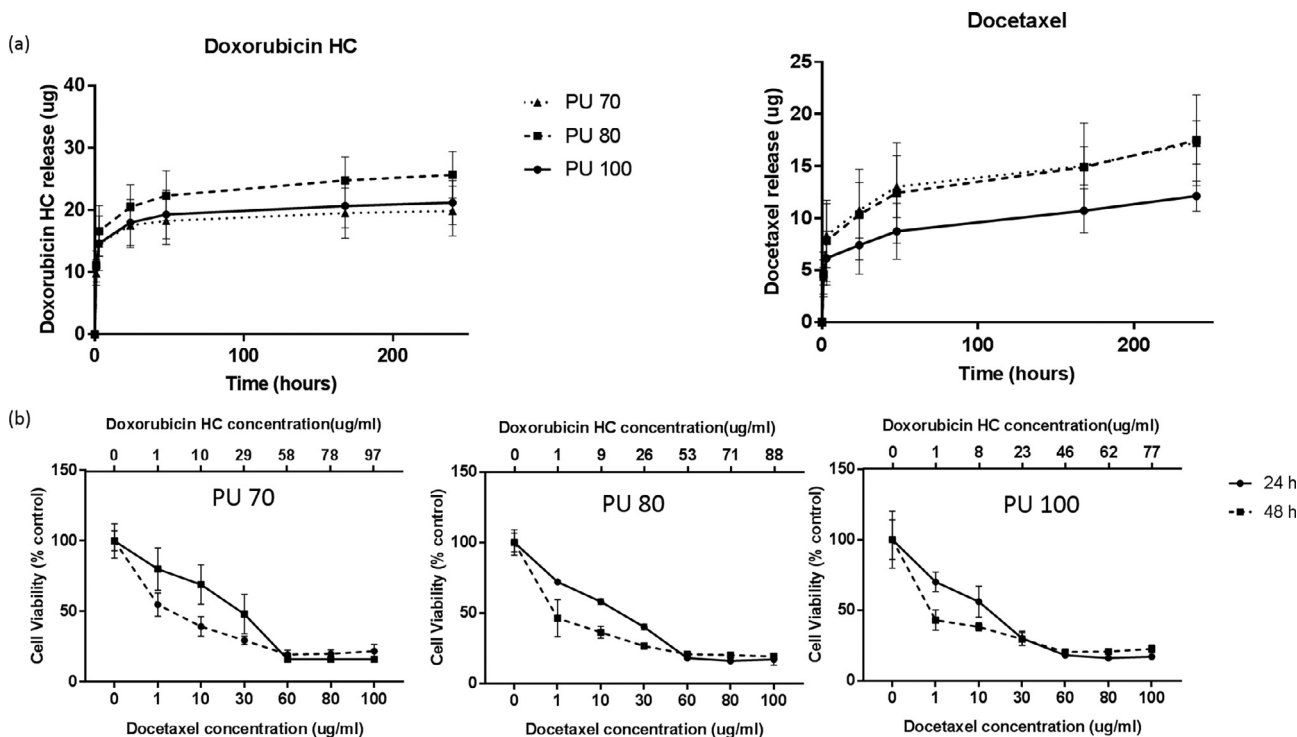 (a)
Doxorubicin HC
Doxorubicin HC release (ug)
40
30
20
10
0
0 100 200
Time (hours)
PU 70
PU 80
PU 100
Docetaxel
Docetaxel release (ug)
25
20
15
10
5
0
0 100 200
Time (hours)
(b)
Doxorubicin HC concentration(ug/ml)
0 1 10 29 58 78 97
PU 70
Cell Viability (% control)
150
100
50
0
0 1 10 30 60 80 100
Docetaxel concentration (ug/ml)
Doxorubicin HC concentration(ug/ml)
0 1 9 26 53 71 88
PU 80
Cell Viability (% control)
150
100
50
0
0 1 10 30 60 80 100
Docetaxel concentration (ug/ml)
Doxorubicin HC concentration(ug/ml)
0 1 8 23 46 62 77
PU 100
Cell Viability (% control)
150
100
50
0
0 1 10 30 60 80 100
Docetaxel concentration (ug/ml)
24 h
48 h